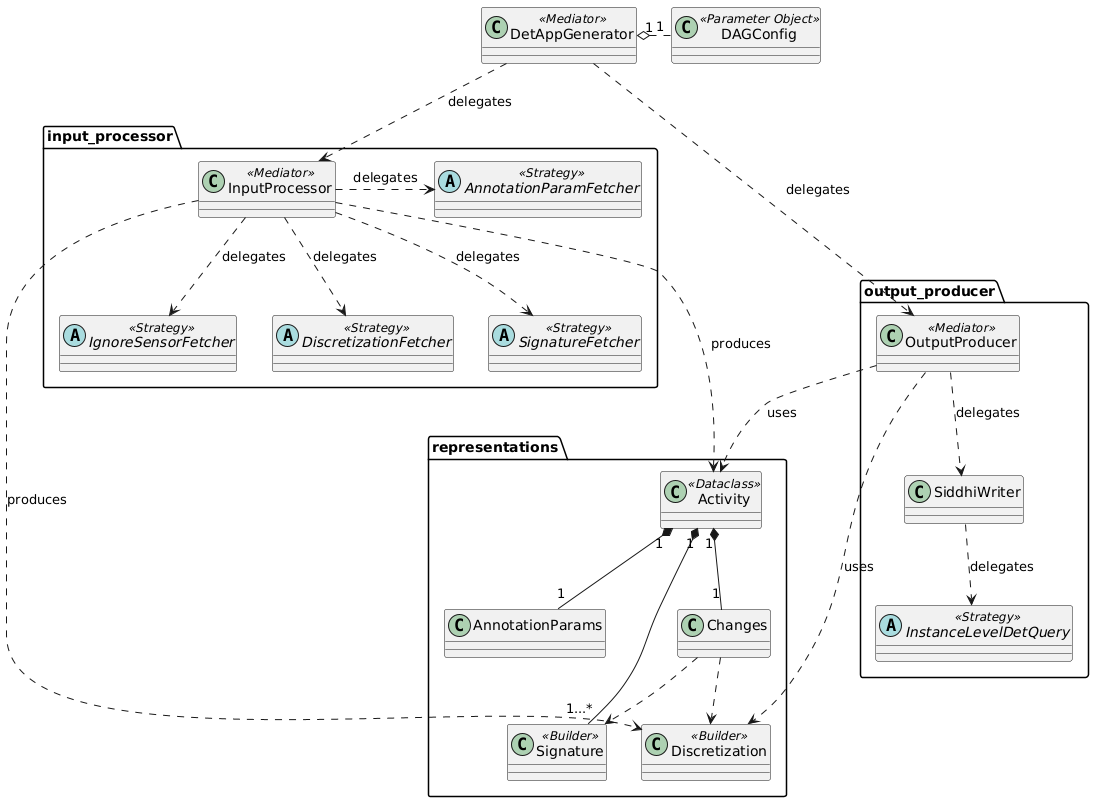 C «Mediator»
DetAppGenerator
1 1
C «Parameter Object»
DAGConfig
delegates
delegates
input_processor
C «Mediator»
InputProcessor
delegates
A «Strategy»
AnnotationParamFetcher
delegates
delegates
delegates
A «Strategy»
IgnoreSensorFetcher
A «Strategy»
DiscretizationFetcher
A «Strategy»
SignatureFetcher
produces
produces
output_producer
C «Mediator»
OutputProducer
uses
delegates
C SiddhiWriter
uses
delegates
A «Strategy»
InstanceLevelDetQuery
representations
C «Dataclass»
Activity
1 1 1
1 1
C AnnotationParams
C Changes
1...*
C «Builder»
Signature
C «Builder»
Discretization